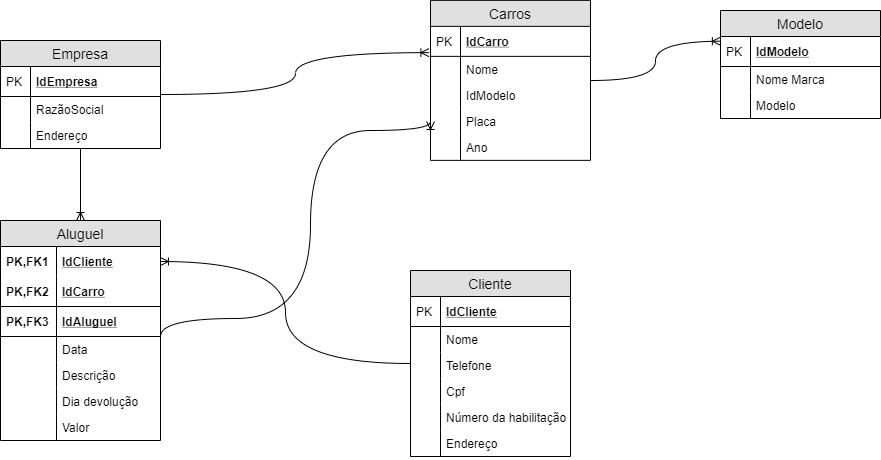 Carros
PK IdCarro
Nome
IdModelo
Placa
Ano
Modelo
PK IdModelo
Nome Marca
Modelo
Empresa
PK IdEmpresa
RazãoSocial
Endereço
Aluguel
PK,FK1 IdCliente
PK,FK2 IdCarro
PK,FK3 IdAluguel
Data
Descrição
Dia devolução
Valor
Cliente
PK IdCliente
Nome
Telefone
Cpf
Número da habilitação
Endereço